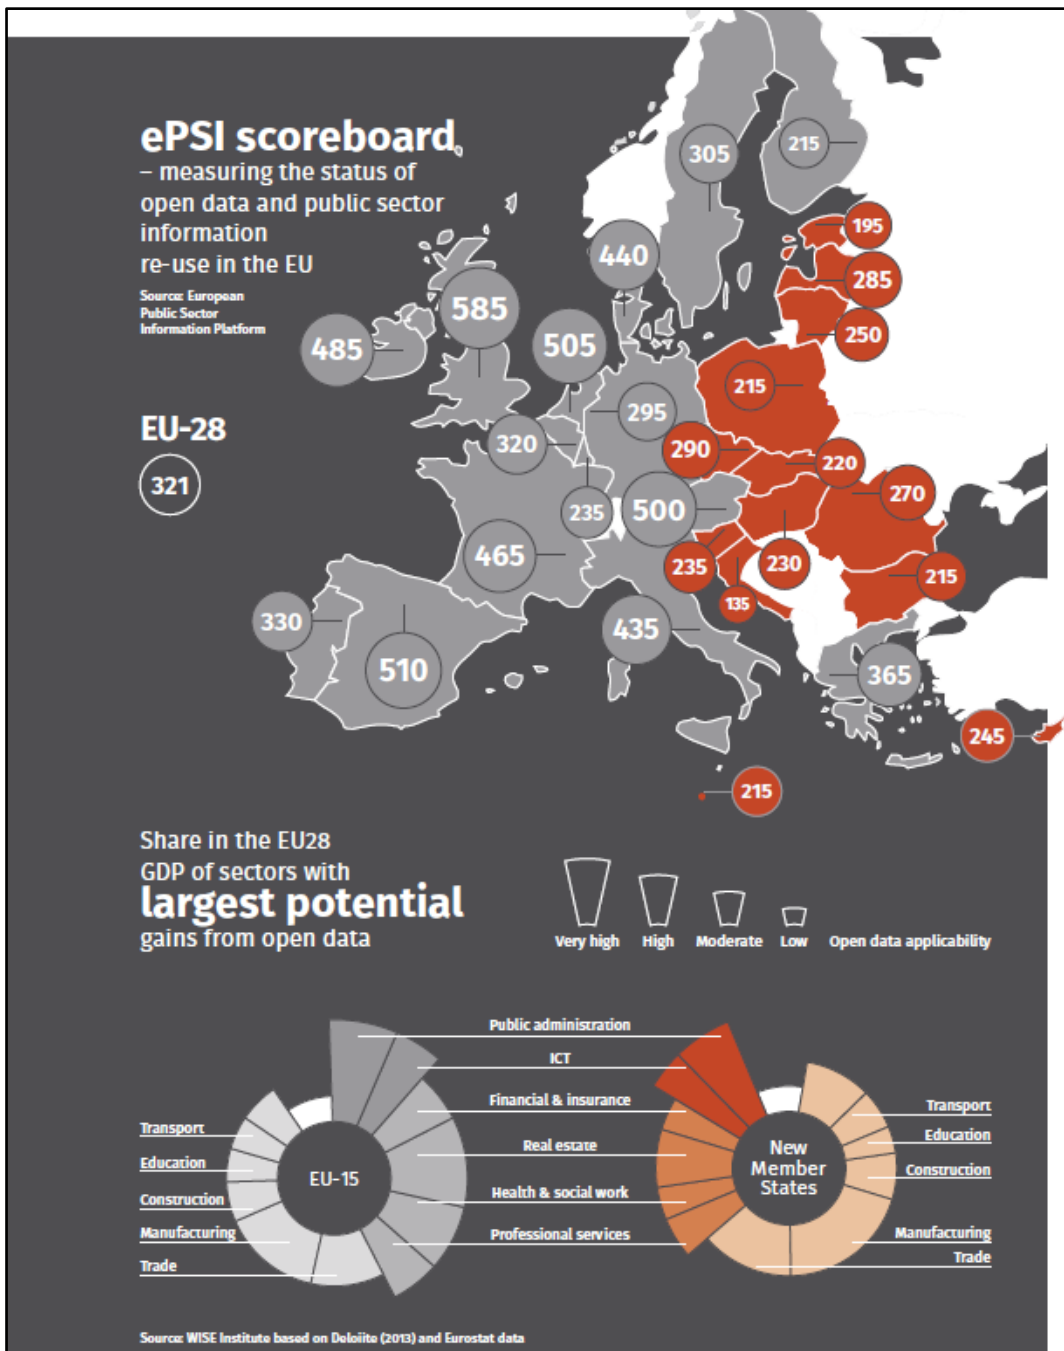 ePSI scoreboard
– measuring the status of
open data and public sector
information
re-use in the EU
Source: European
Public Sector
Information Platform
EU-28
321
305
215
195
440
285
585
250
505
485
215
295
320
290
220
270
235
500
465
235
230
215
135
330
435
510
365
245
215
Share in the EU28
GDP of sectors with
largest potential
gains from open data
Very high
High
Moderate
Low
Open data applicability
Public administration
ICT
Financial & insurance
Real estate
Health & social work
Professional services
Transport
Education
Construction
Manufacturing
Trade
EU-15
New
Member
States
Transport
Education
Construction
Manufacturing
Trade
Source: WISE Institute based on Deloiite (2013) and Eurostat data